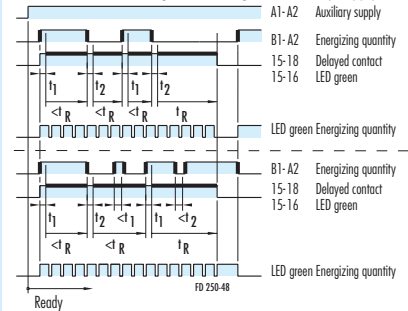 A1-A2 Auxiliary supply
B1-A2 Energizing quantity
15-18 Delayed contact
15-16 LED green
t1 t2 t1 t2
<tR <tR tR
LED green Energizing quantity
B1-A2 Energizing quantity
15-18 Delayed contact
15-16 LED green
t1 t2 <t1 t1 <t2
<tR <tR tR
LED green Energizing quantity
FD 250-48
Ready